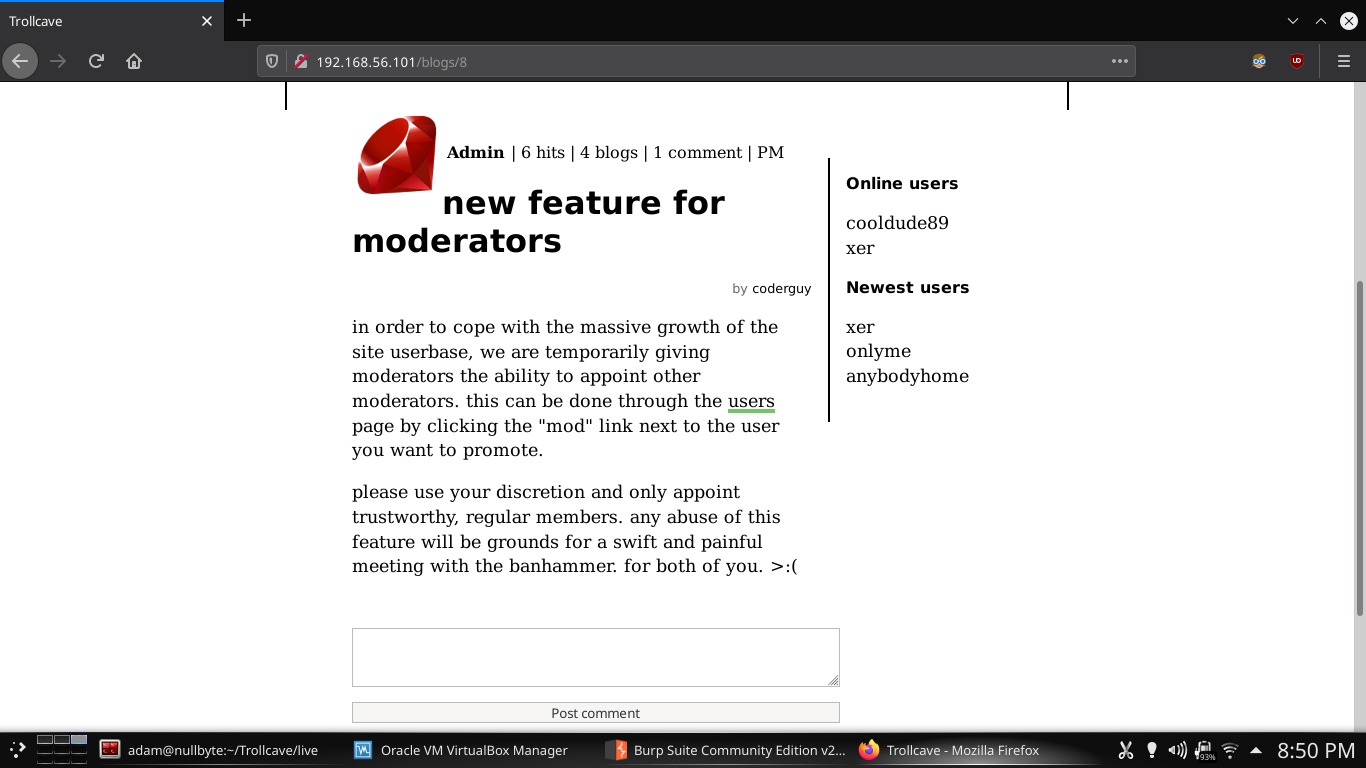 Trollcave
192.168.56.101/blogs/8
UD
Admin | 6 hits | 4 blogs | 1 comment | PM
new feature for
moderators
by coderguy
in order to cope with the massive growth of the
site userbase, we are temporarily giving
moderators the ability to appoint other
moderators. this can be done through the users
page by clicking the "mod" link next to the user
you want to promote.
please use your discretion and only appoint
trustworthy, regular members. any abuse of this
feature will be grounds for a swift and painful
meeting with the banhammer. for both of you. >:(
Post comment
Online users
cooldude89
xer
Newest users
xer
onlyme
anybodyhome
adam@nullbyte:~/Trollcave/live
Oracle VM VirtualBox Manager
Burp Suite Community Edition v2...
Trollcave - Mozilla Firefox
93%
8:50 PM